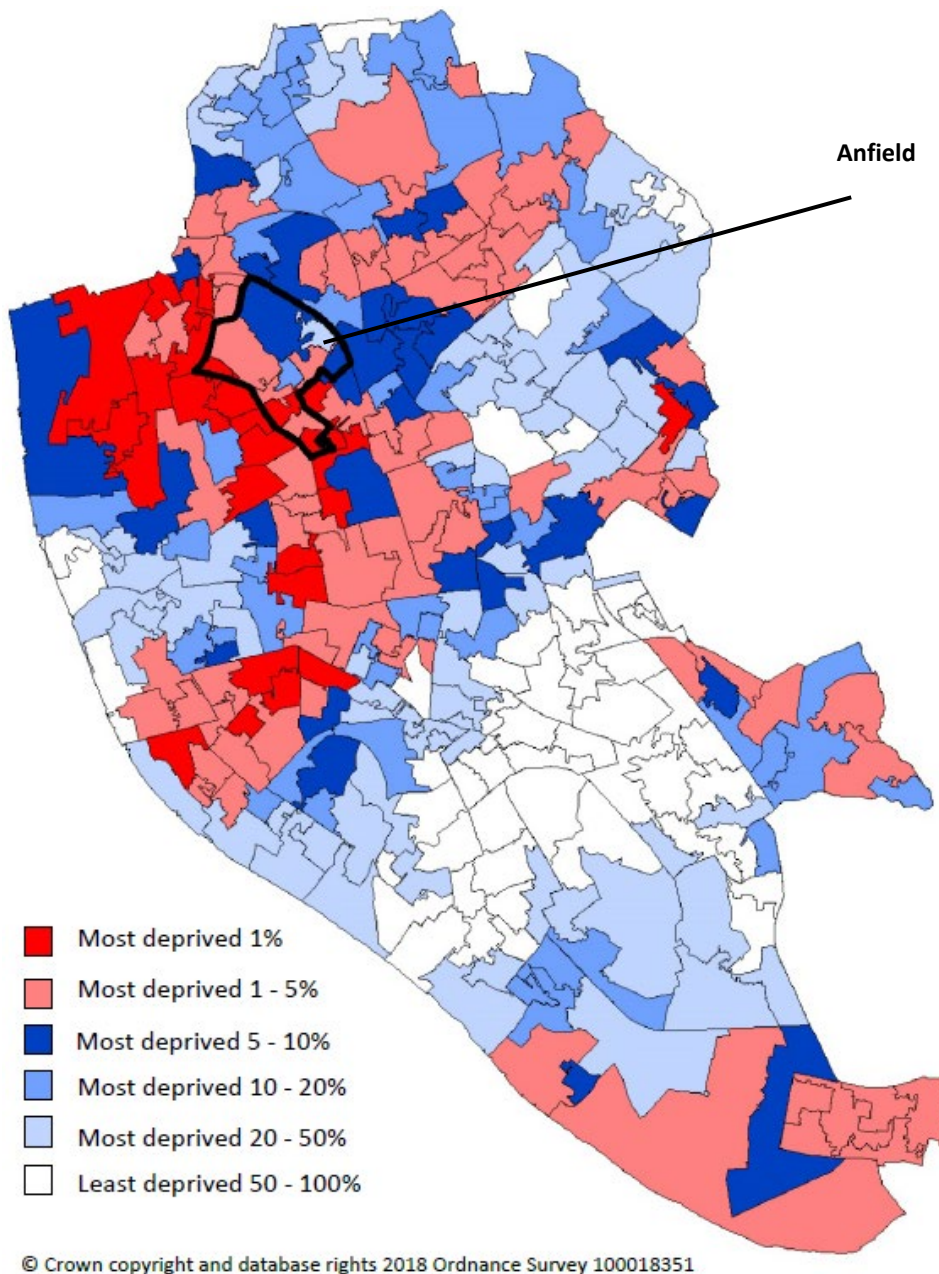 Anfield
Most deprived 1%
Most deprived 1 - 5%
Most deprived 5 - 10%
Most deprived 10 - 20%
Most deprived 20 - 50%
Least deprived 50 - 100%
© Crown copyright and database rights 2018 Ordnance Survey 100018351